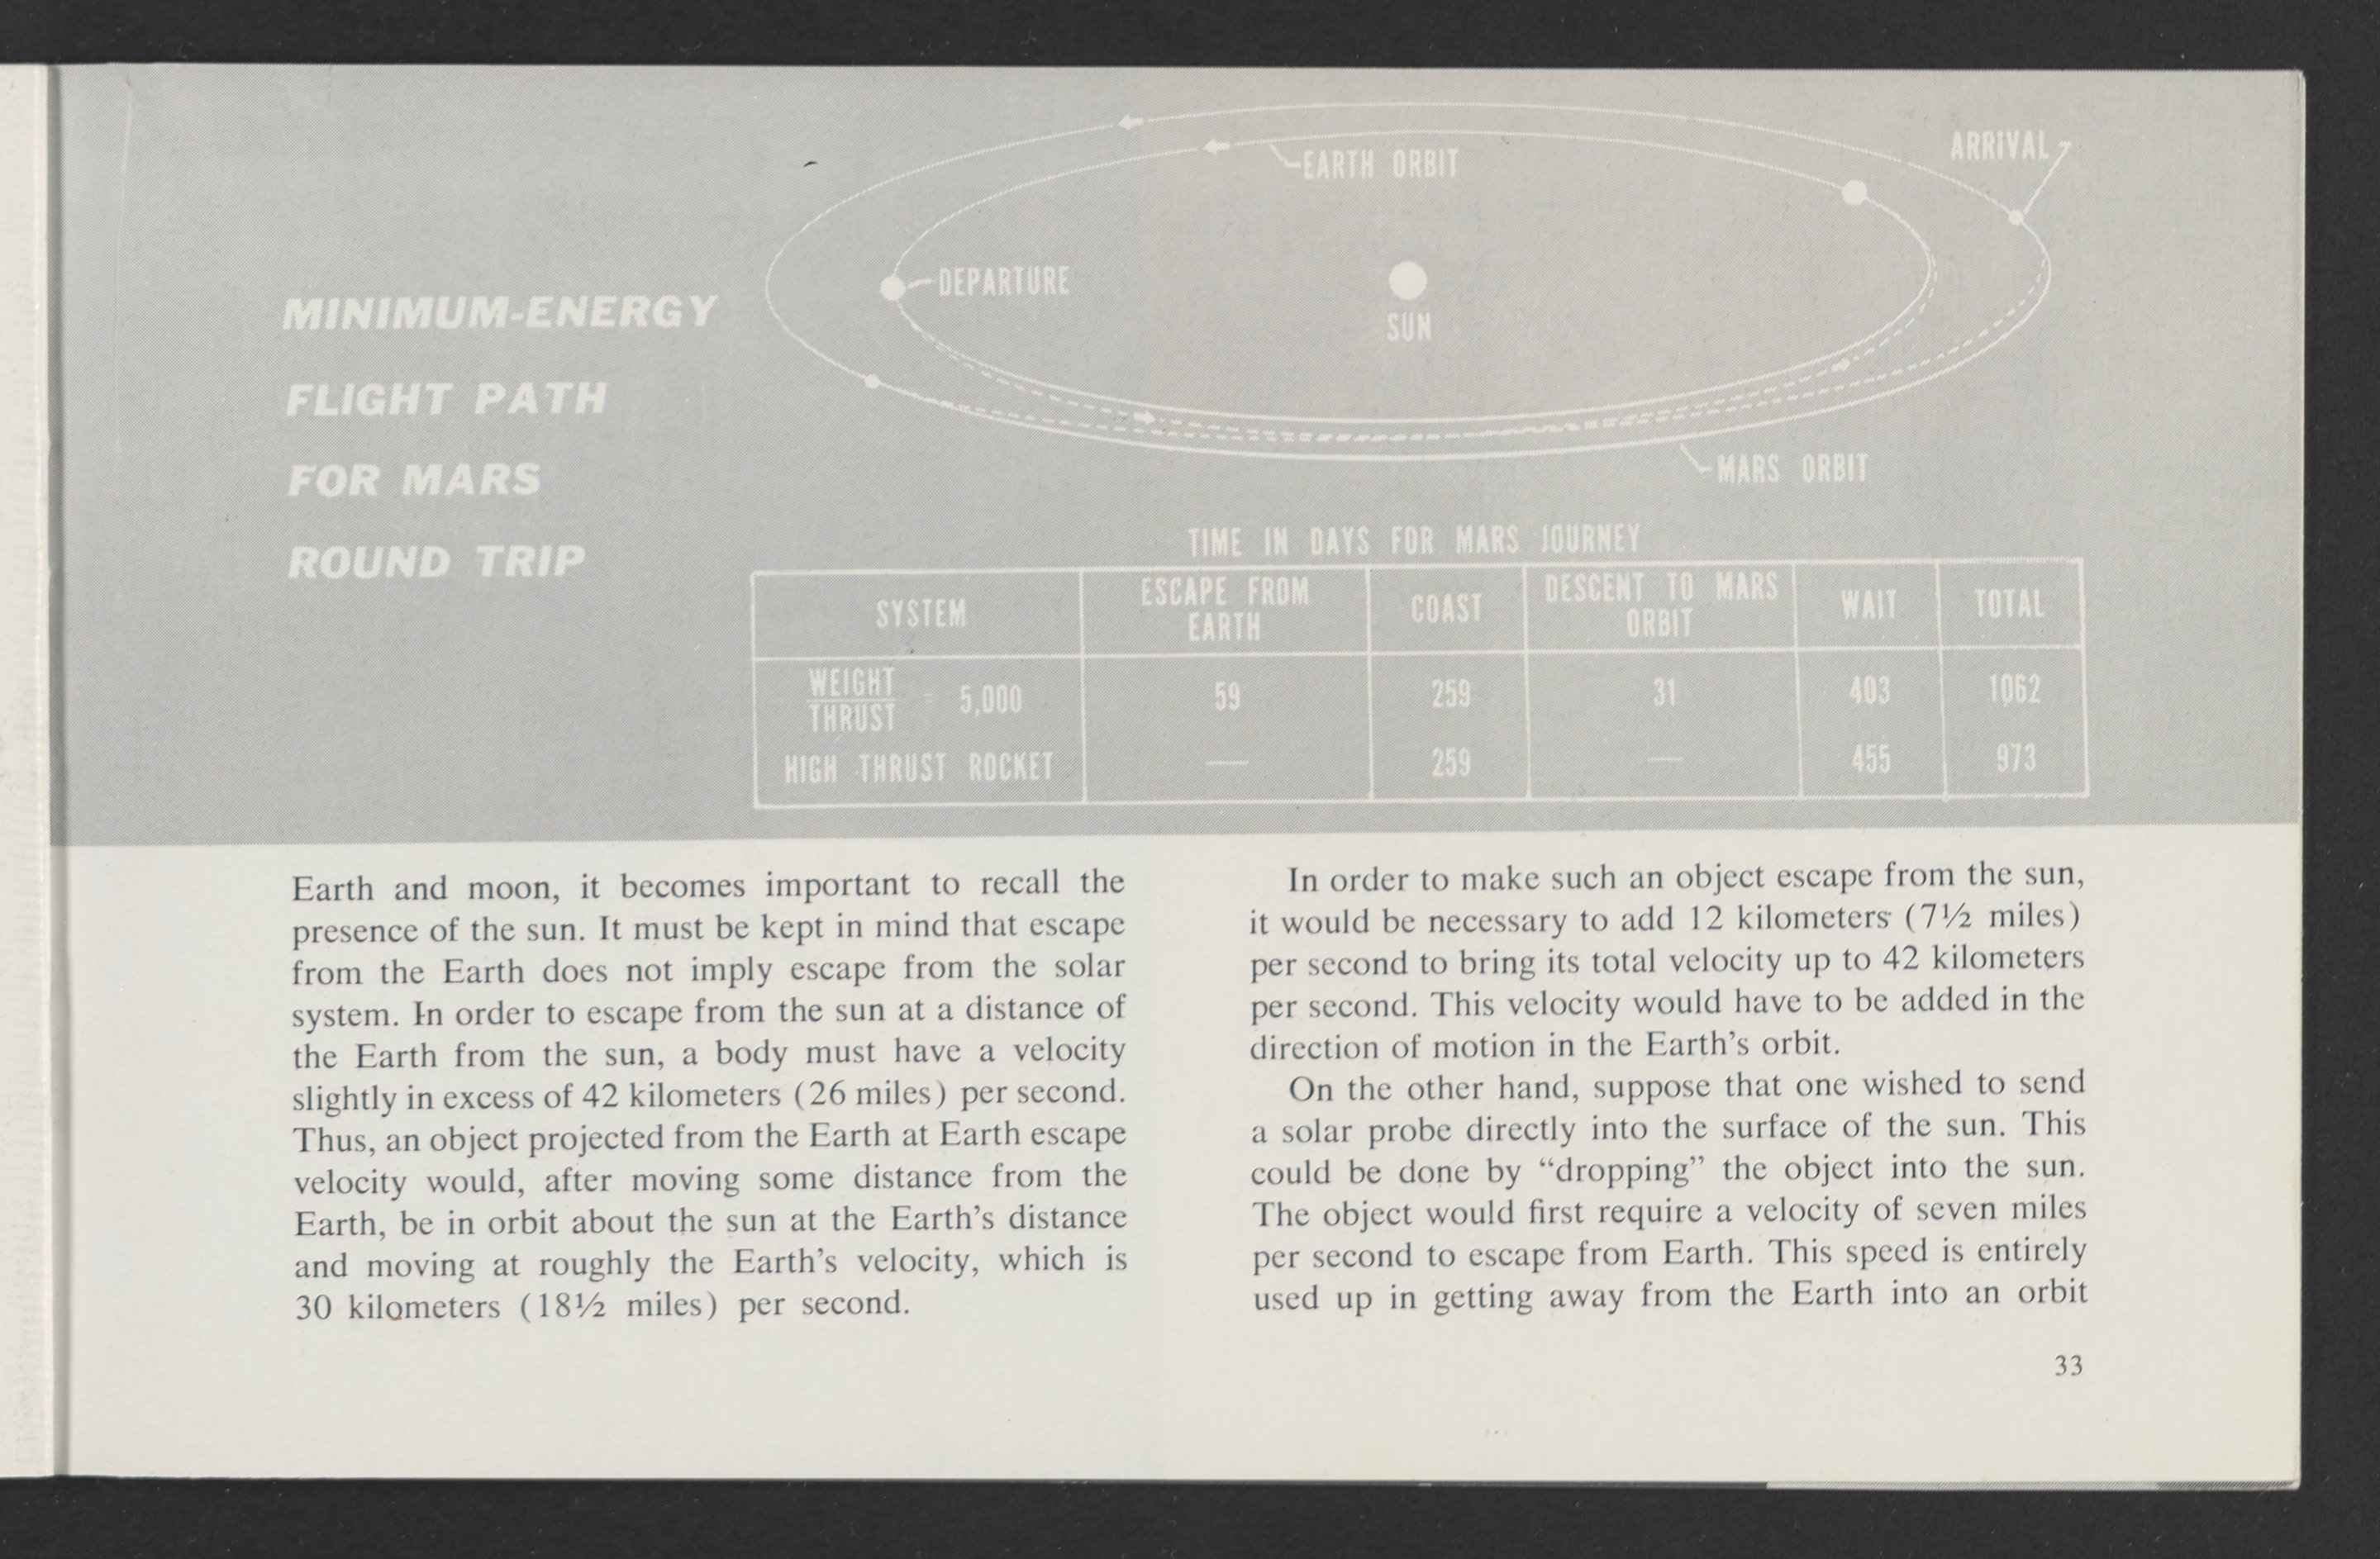 MINIMUM-ENERGY
FLIGHT PATH
FOR MARS
ROUND TRIP
ARRIVAL
EARTH ORBIT
DEPARTURE
SUN
MARS ORBIT
TIME IN DAYS FOR MARS JOURNEY
SYSTEM ESCAPE FROM EARTH COAST DESCENT TO MARS ORBIT WAIT TOTAL
WEIGHT
THRUST = 5,000 59 259 31 403 1062
HIGH THRUST ROCKET — 259 — 455 973
Earth and moon, it becomes important to recall the
presence of the sun. It must be kept in mind that escape
from the Earth does not imply escape from the solar
system. In order to escape from the sun at a distance of
the Earth from the sun, a body must have a velocity
slightly in excess of 42 kilometers (26 miles) per second.
Thus, an object projected from the Earth at Earth escape
velocity would, after moving some distance from the
Earth, be in orbit about the sun at the Earth's distance
and moving at roughly the Earth's velocity, which is
30 kilometers (18½ miles) per second.
In order to make such an object escape from the sun,
it would be necessary to add 12 kilometers (7½ miles)
per second to bring its total velocity up to 42 kilometers
per second. This velocity would have to be added in the
direction of motion in the Earth's orbit.
On the other hand, suppose that one wished to send
a solar probe directly into the surface of the sun. This
could be done by “dropping” the object into the sun.
The object would first require a velocity of seven miles
per second to escape from Earth. This speed is entirely
used up in getting away from the Earth into an orbit
33